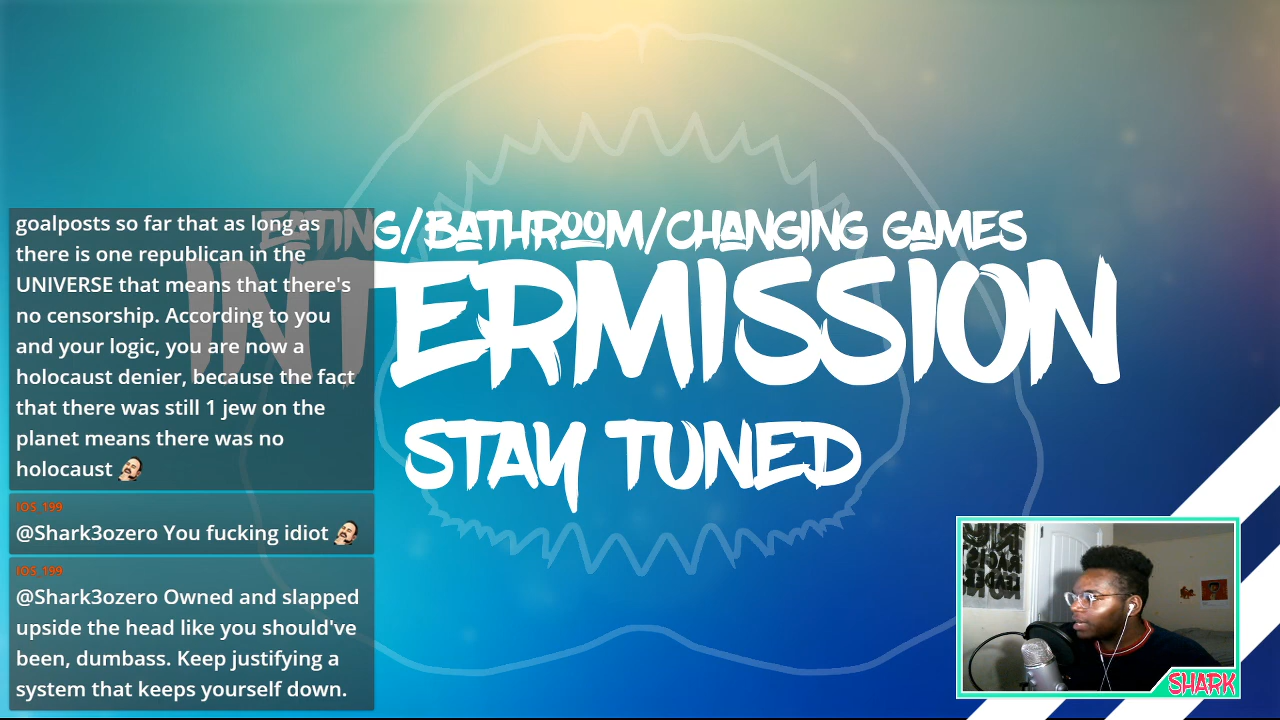 goalposts so far that as long as
there is one republican in the
UNIVERSE that means that there's
no censorship. According to you
and your logic, you are now a
holocaust denier, because the fact
that there was still 1 jew on the
planet means there was no
holocaust
IOS_199
@Shark3ozero You fucking idiot
IOS_199
@Shark3ozero Owned and slapped
upside the head like you should've
been, dumbass. Keep justifying a
system that keeps yourself down.
EATING/BATHROOM/CHANGING GAMES
INTERMISSION
STAY TUNED
SHARK